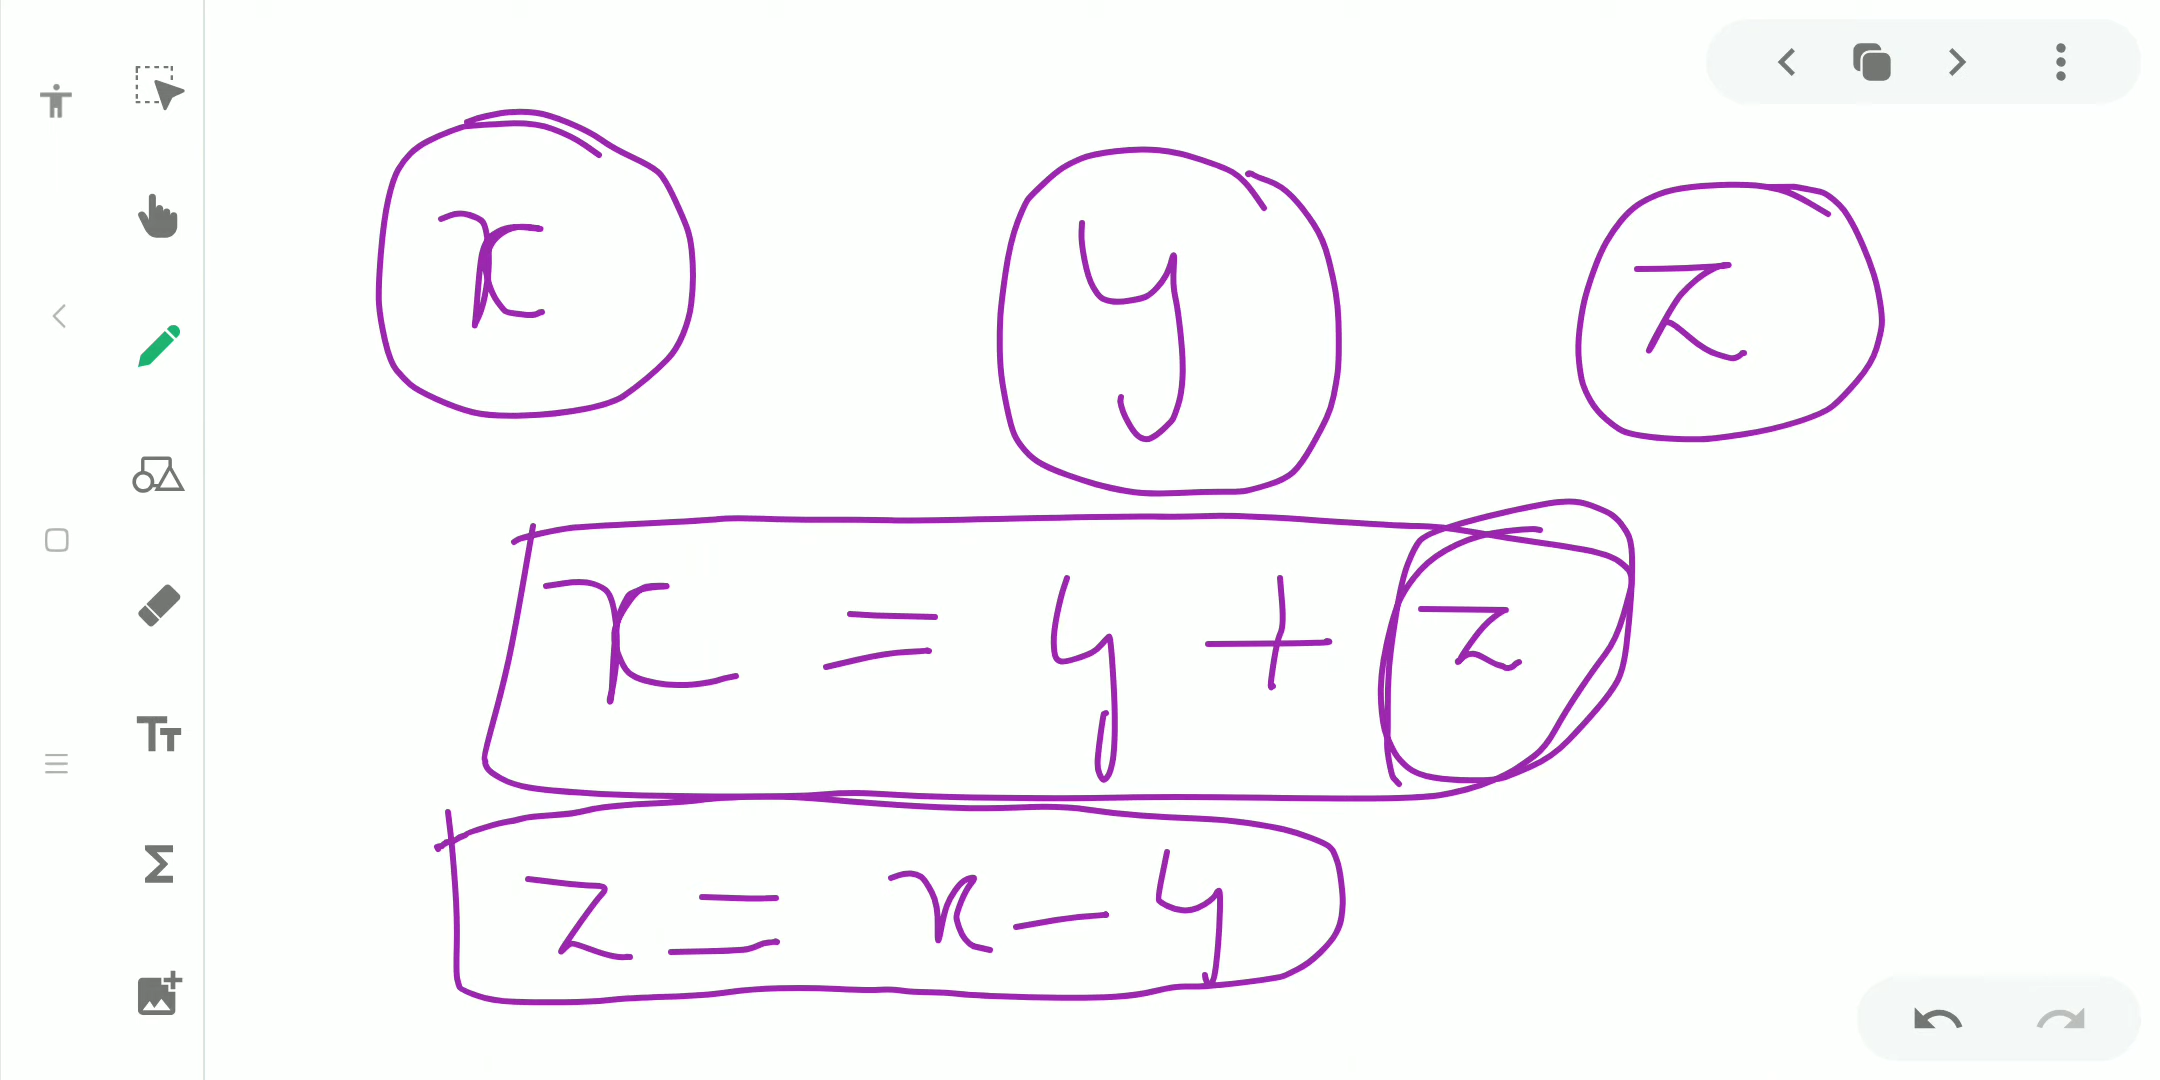 x y z
x = y + z
z = x - y